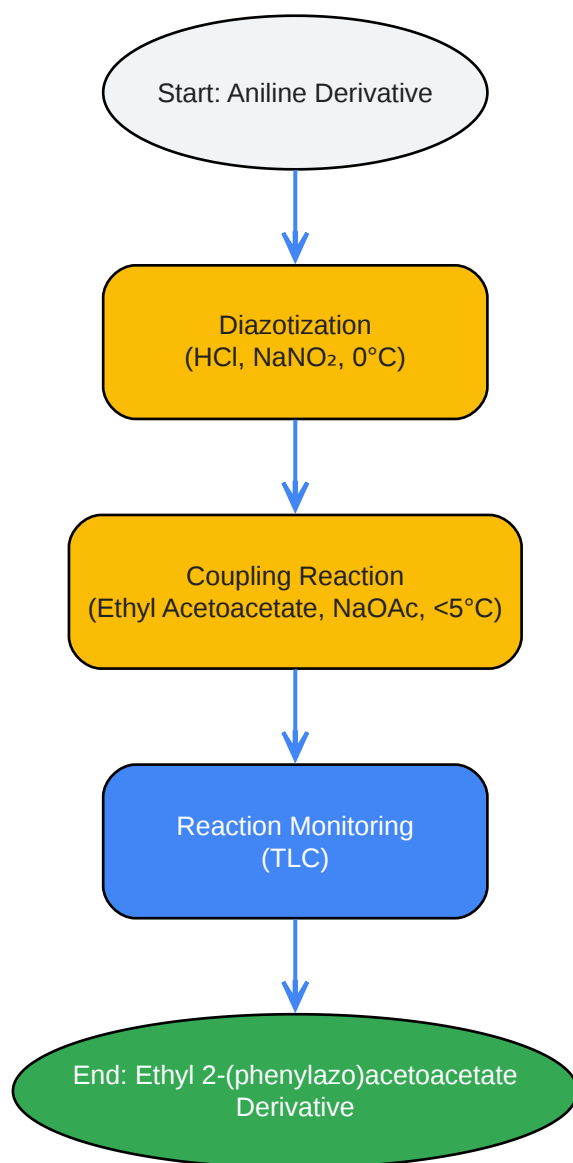 Start: Aniline Derivative
Diazotization
(HCl, NaNO₂, 0°C)
Coupling Reaction
(Ethyl Acetoacetate, NaOAc, <5°C)
Reaction Monitoring
(TLC)
End: Ethyl 2-(phenylazo)acetoacetate
Derivative